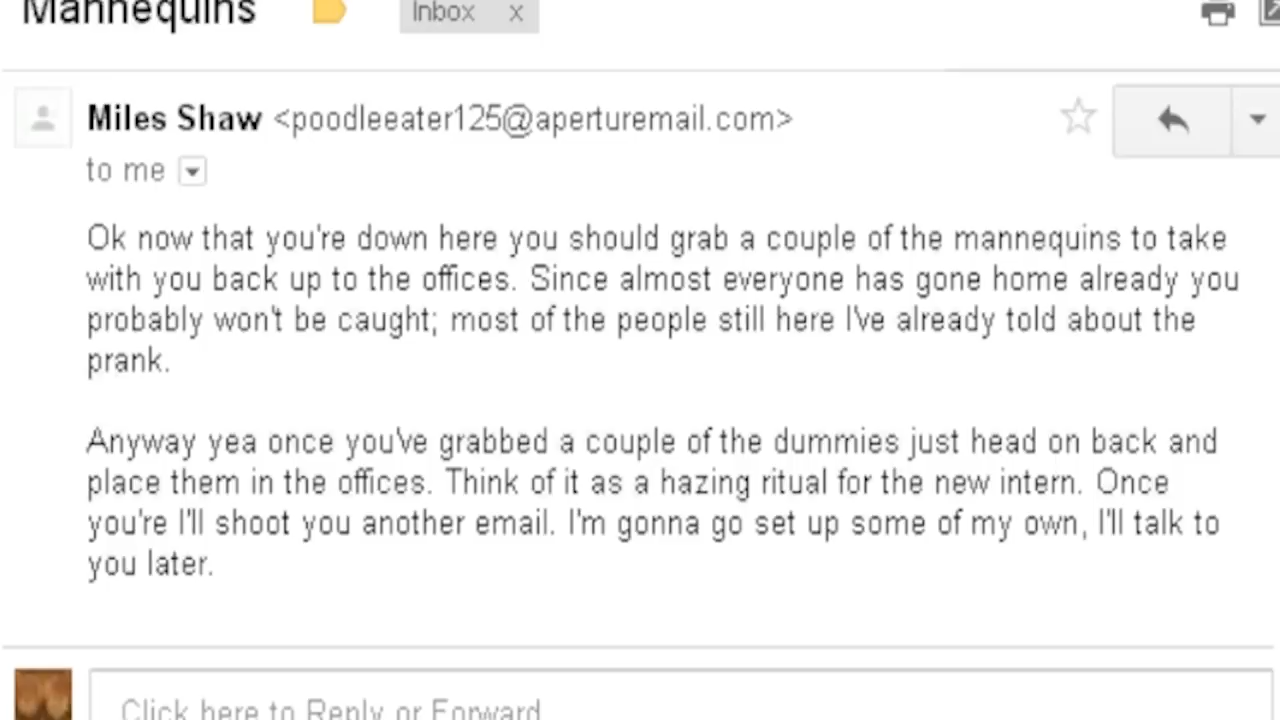 Mannequins
Inbox x
Miles Shaw <poodleeater125@aperturemail.com>
to me
Ok now that you're down here you should grab a couple of the mannequins to take
with you back up to the offices. Since almost everyone has gone home already you
probably won't be caught; most of the people still here I've already told about the
prank.
Anyway yea once you've grabbed a couple of the dummies just head on back and
place them in the offices. Think of it as a hazing ritual for the new intern. Once
you're I'll shoot you another email. I'm gonna go set up some of my own, I'll talk to
you later.
Click here to Reply or Forward